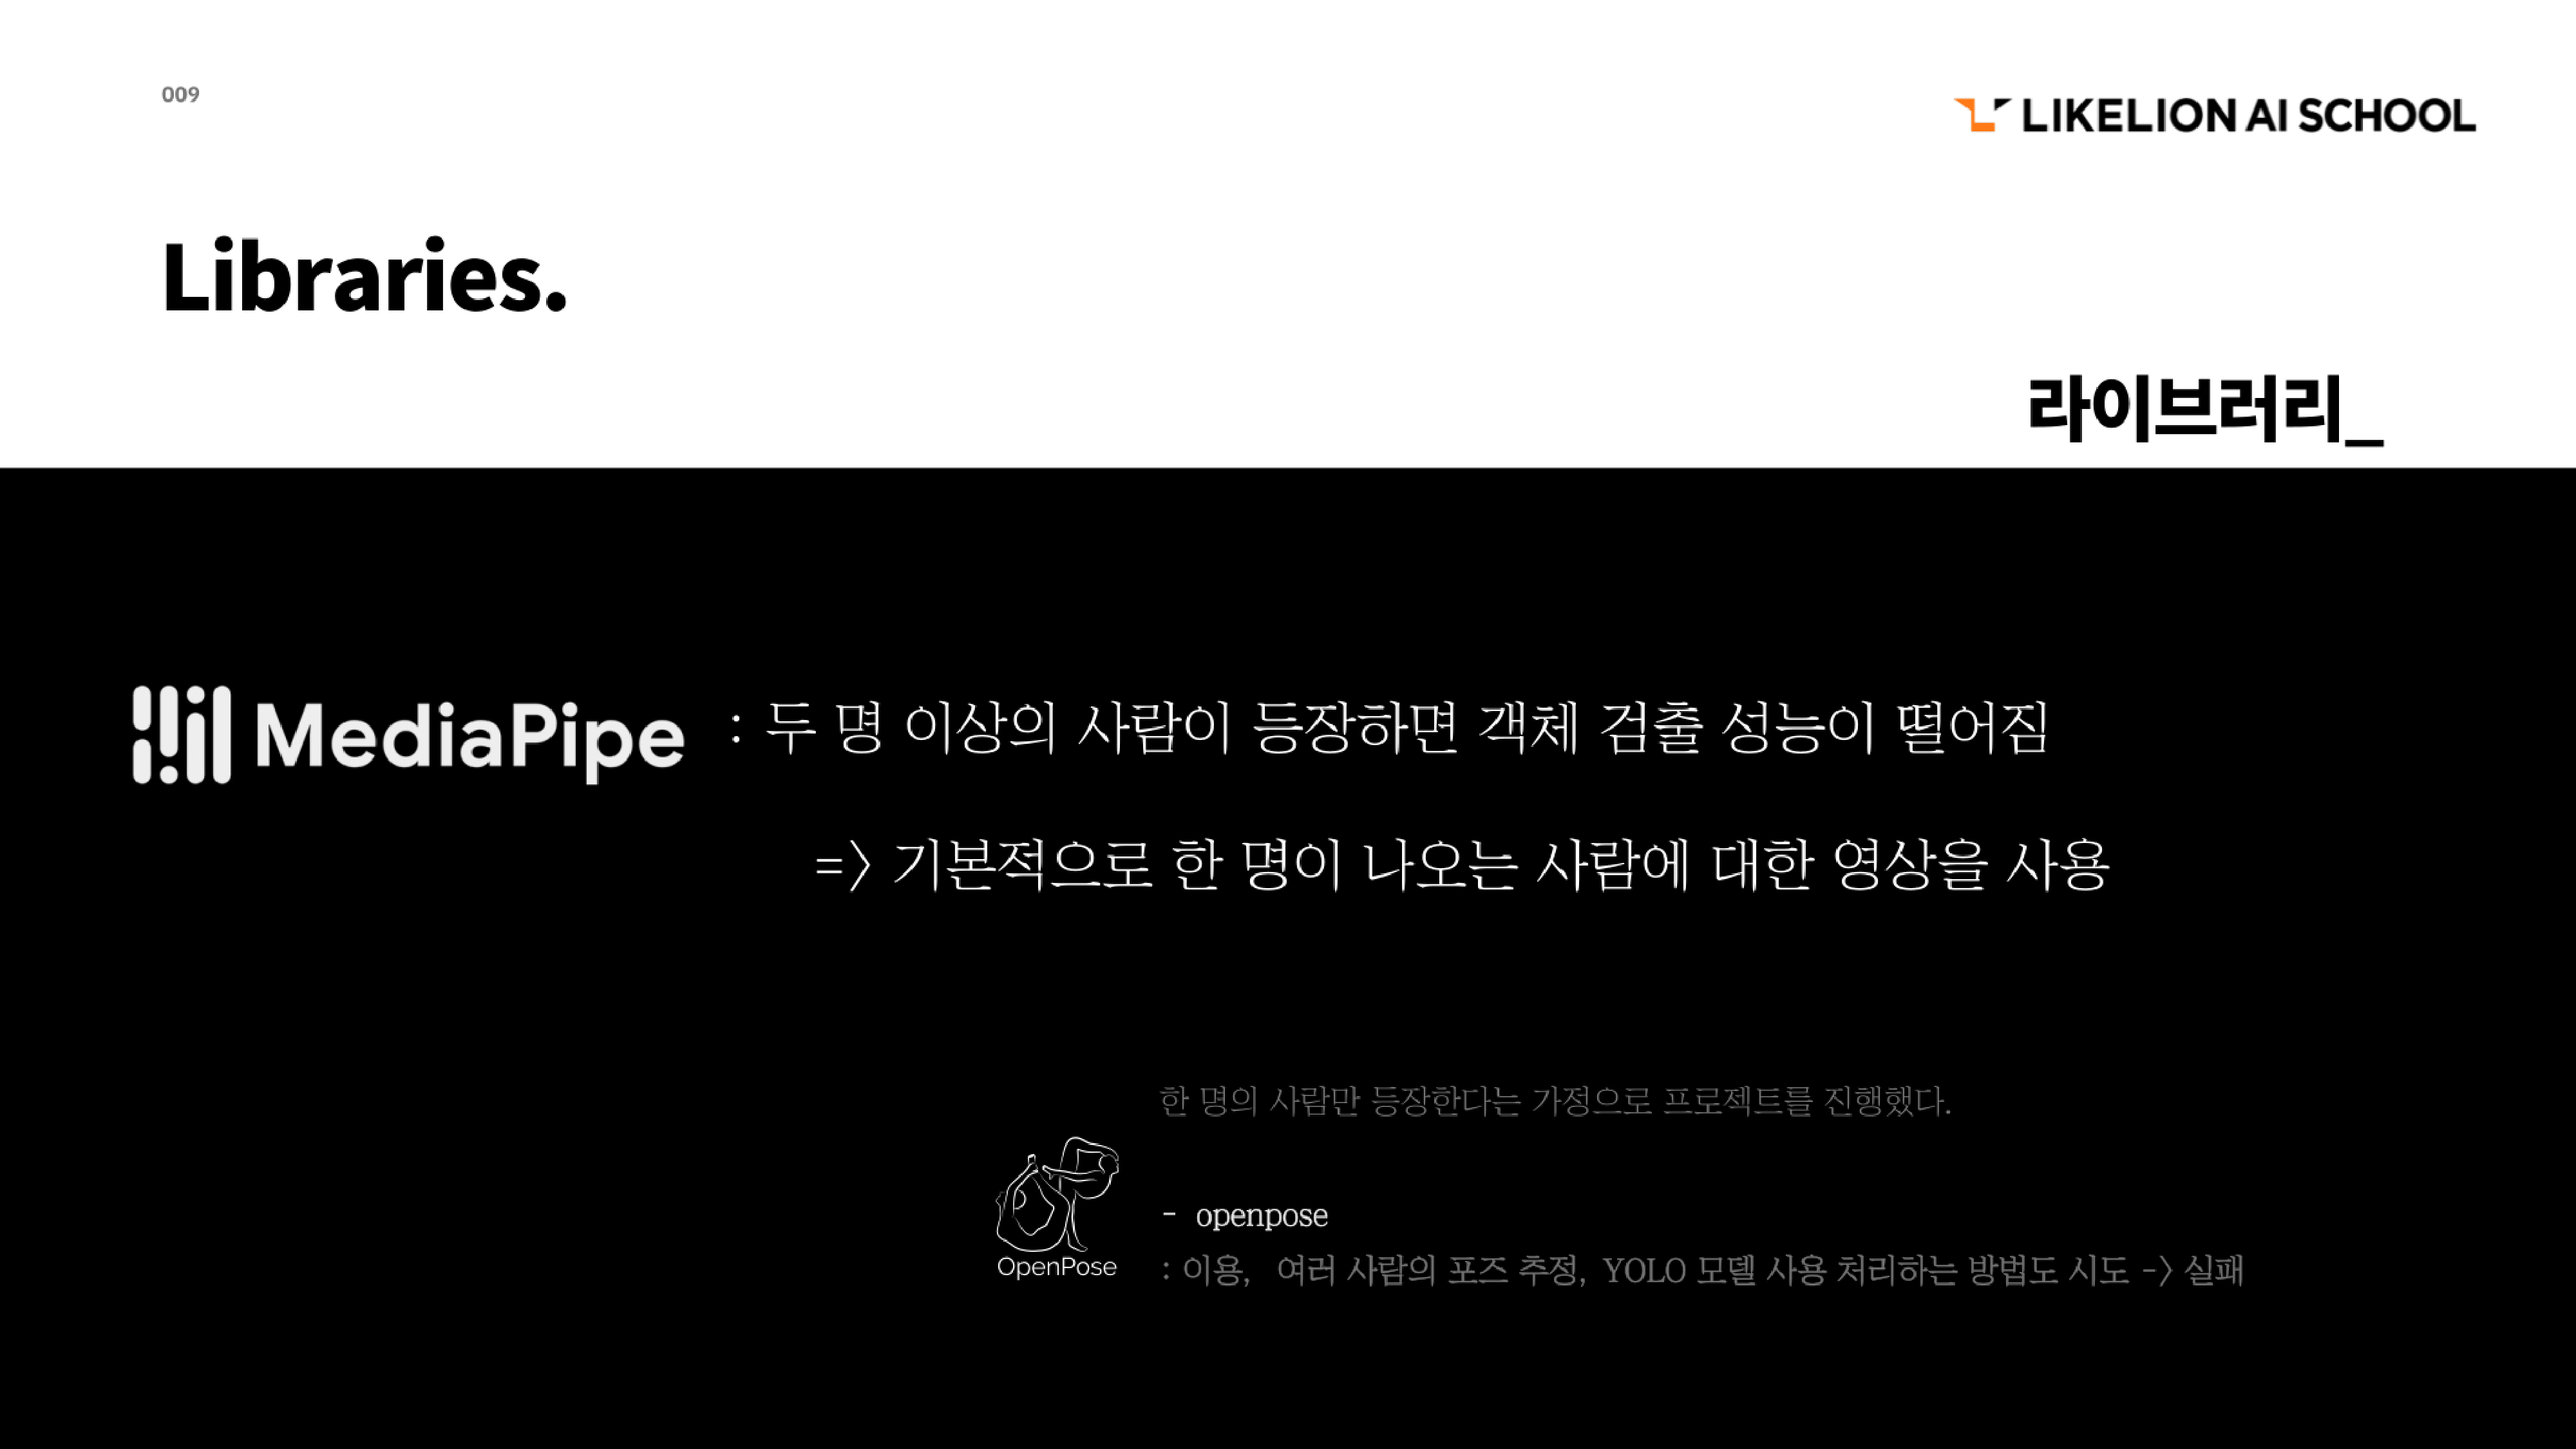 009
LIKELION AI SCHOOL
Libraries.
라이브러리_
MediaPipe : 두 명 이상의 사람이 등장하면 객체 검출 성능이 떨어짐
=> 기본적으로 한 명이 나오는 사람에 대한 영상을 사용
한 명의 사람만 등장한다는 가정으로 프로젝트를 진행했다.
- openpose
OpenPose
: 이용, 여러 사람의 포즈 추정, YOLO 모델 사용 처리하는 방법도 시도 -> 실패